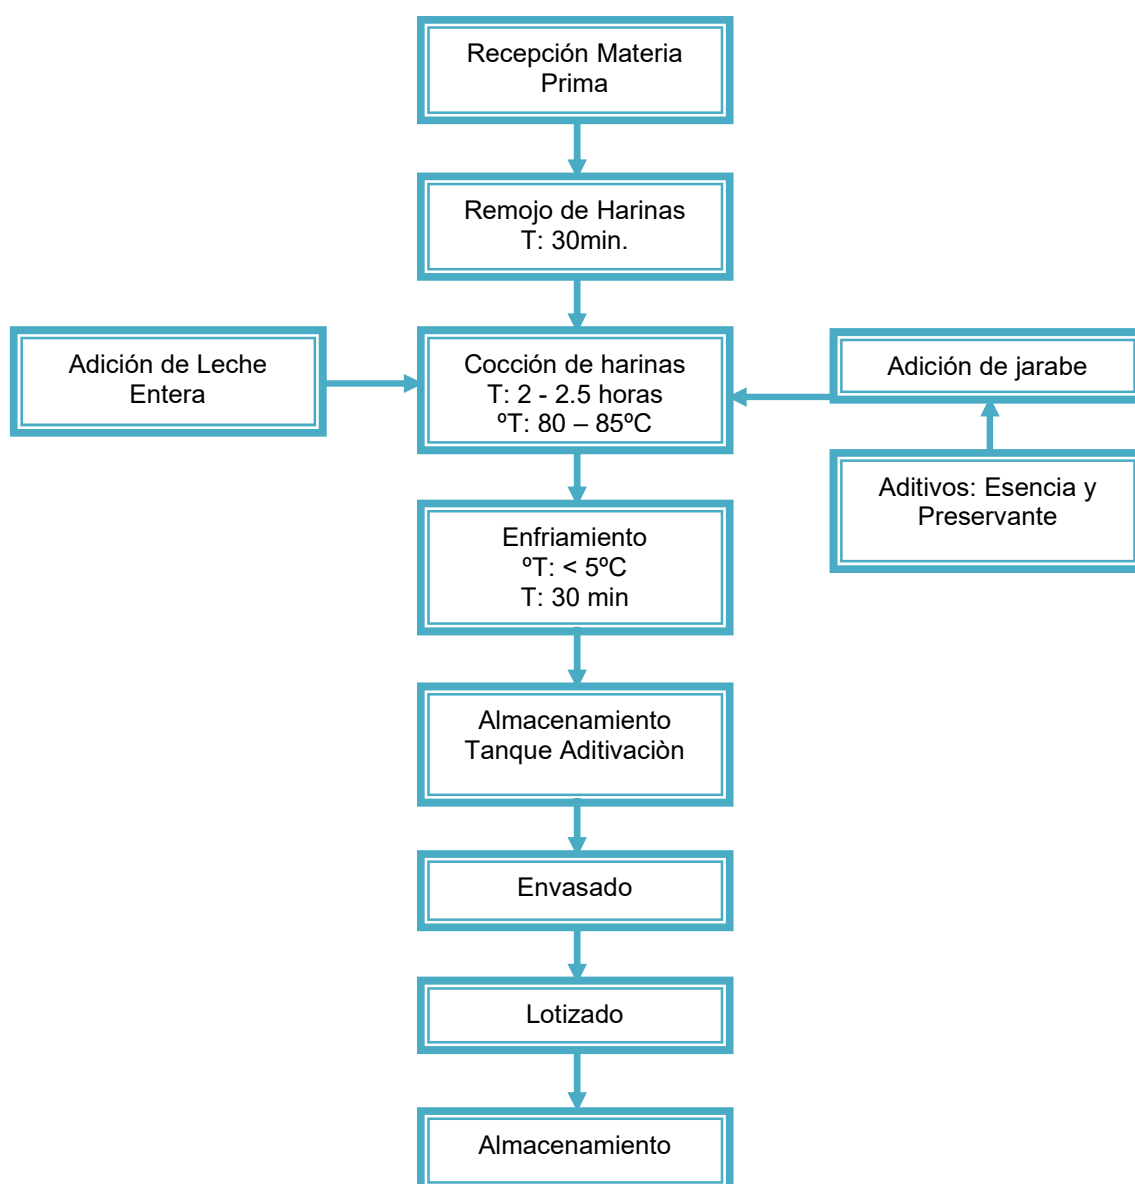 Recepción Materia
Prima
Remojo de Harinas
T: 30min.
Adición de Leche
Entera
Cocción de harinas
T: 2 - 2.5 horas
ºT: 80 – 85ºC
Adición de jarabe
Aditivos: Esencia y
Preservante
Enfriamiento
ºT: < 5ºC
T: 30 min
Almacenamiento
Tanque Aditivaciòn
Envasado
Lotizado
Almacenamiento